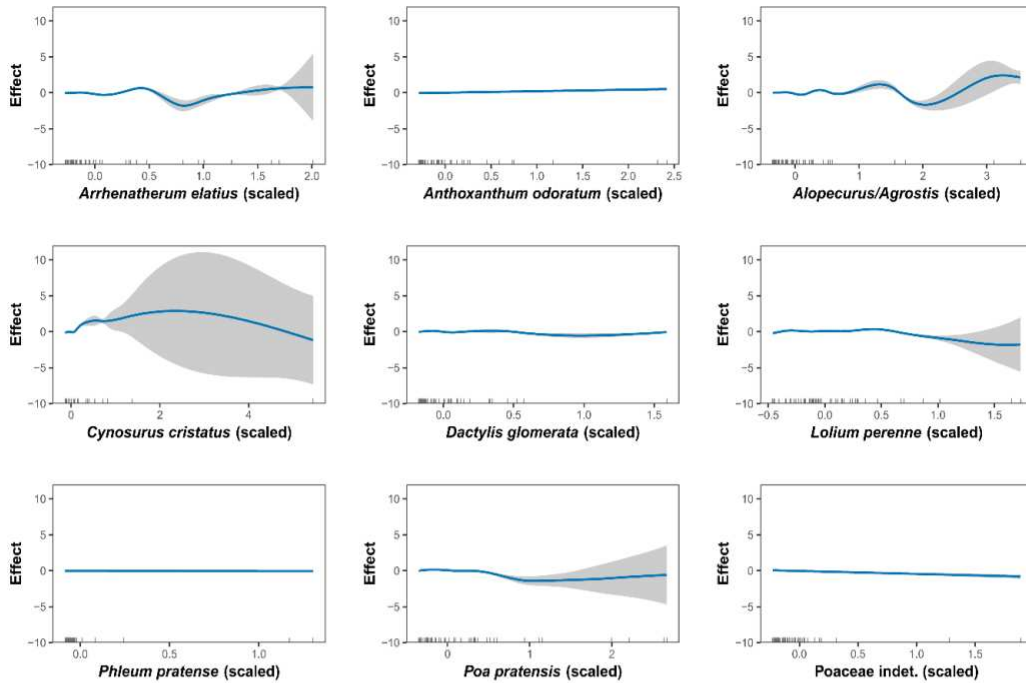 10
5
0
−5
−10
Effect
0.0 0.5 1.0 1.5 2.0
Arrhenatherum elatius (scaled)
10
5
0
−5
−10
Effect
0.0 0.5 1.0 1.5 2.0 2.5
Anthoxanthum odoratum (scaled)
10
5
0
−5
−10
Effect
0 1 2 3
Alopecurus/Agrostis (scaled)
10
5
0
−5
−10
Effect
0 2 4
Cynosurus cristatus (scaled)
10
5
0
−5
−10
Effect
0.0 0.5 1.0 1.5
Dactylis glomerata (scaled)
10
5
0
−5
−10
Effect
−0.5 0.0 0.5 1.0 1.5
Lolium perenne (scaled)
10
5
0
−5
−10
Effect
0.0 0.5 1.0
Phleum pratense (scaled)
10
5
0
−5
−10
Effect
0 1 2
Poa pratensis (scaled)
10
5
0
−5
−10
Effect
0.0 0.5 1.0 1.5
Poaceae indet. (scaled)